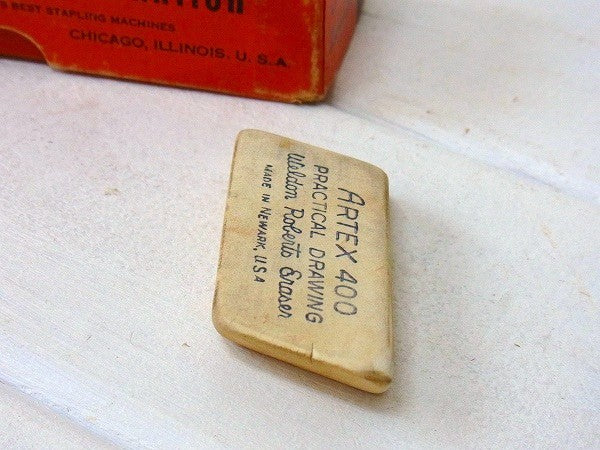 'S BEST STAPLING MACHINES
CHICAGO, ILLINOIS. U. S. A.
ARTEX 400
PRACTICAL DRAWING
Weldon Roberts Eraser
MADE IN NEWARK, U.S.A